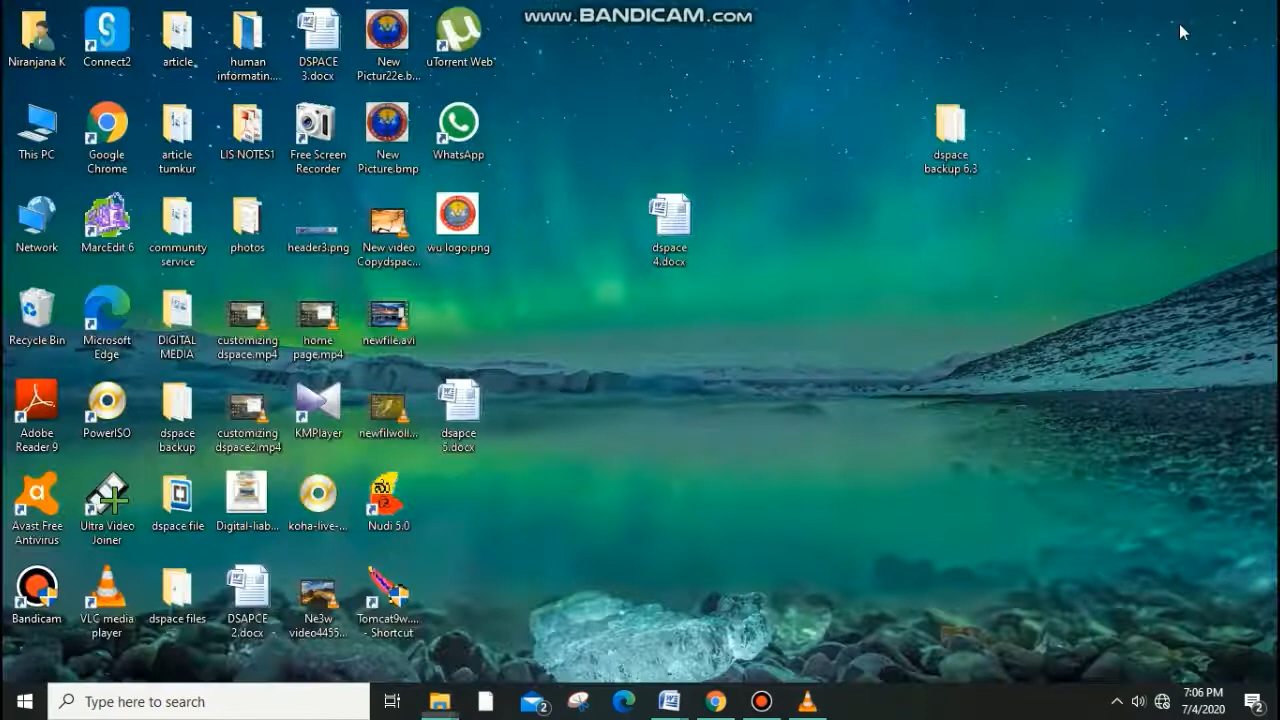 www.BANDICAM.com
Niranjana K
Connect2
article
human
informatin...
DSPACE
3.docx
New
Pictur22e.b...
uTorrent Web
This PC
Google
Chrome
article
tumkur
LIS NOTES1
Free Screen
Recorder
New
Picture.bmp
WhatsApp
dspace
backup 6.3
Network
MarcEdit 6
community
service
photos
header3.png
New video
Copydspac...
wu logo.png
dspace
4.docx
Recycle Bin
Microsoft
Edge
DIGITAL
MEDIA
customizing
dspace.mp4
home
page.mp4
newfile.avi
Adobe
Reader 9
PowerISO
dspace
backup
customizing
dspace2.mp4
KMPlayer
newfilwoll...
dsapce
5.docx
Avast Free
Antivirus
Ultra Video
Joiner
dspace file
Digital-liab...
koha-live-...
Nudi 5.0
Bandicam
VLC media
player
dspace files
DSAPCE
2.docx
Ne3w
video4455...
Tomcat9w....
- Shortcut
Type here to search
2
7:06 PM
7/4/2020
2